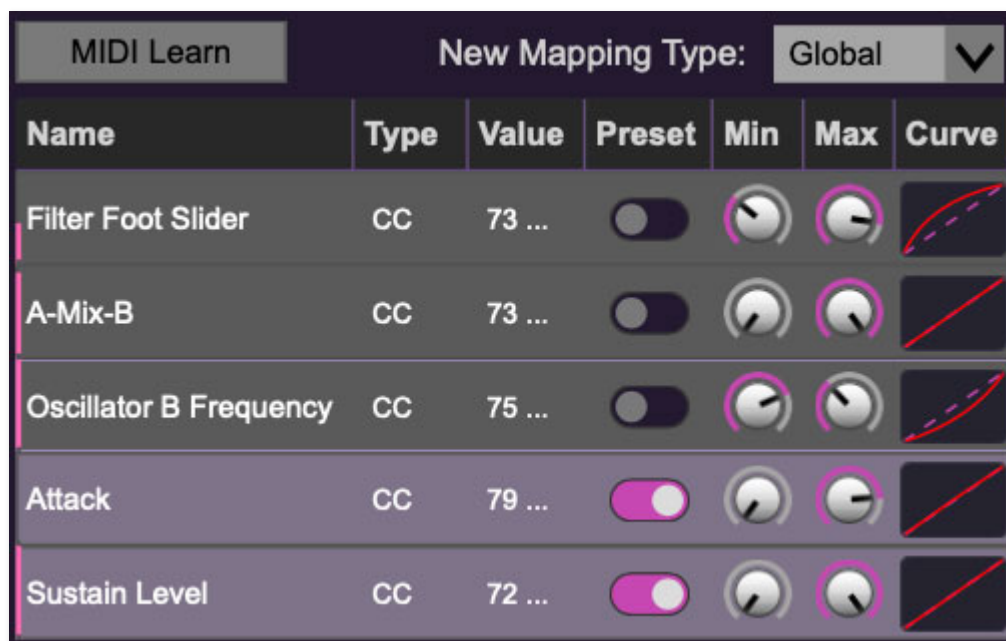 MIDI Learn New Mapping Type: Global
Name Type Value Preset Min Max Curve
Filter Foot Slider CC 73 ...
A-Mix-B CC 73 ...
Oscillator B Frequency CC 75 ...
Attack CC 79 ...
Sustain Level CC 72 ...